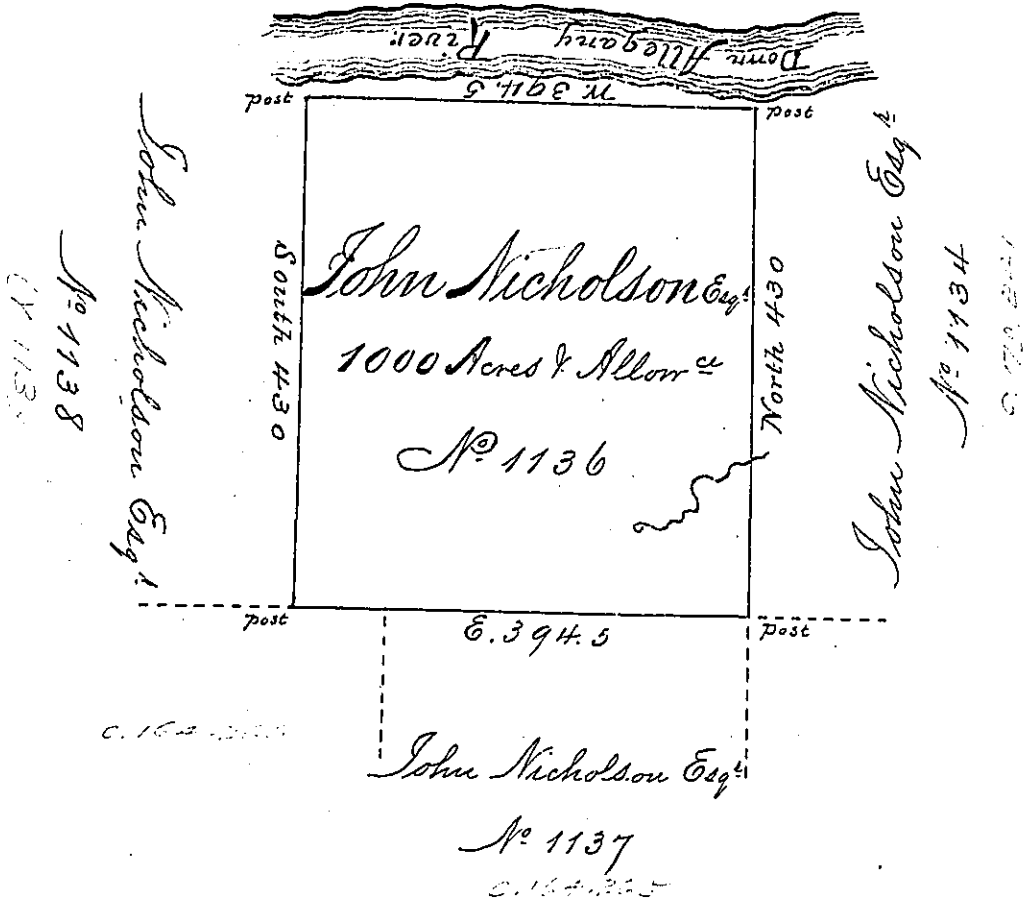 Down Allegany River
W. 394.5
post
post
John Nicholson Esqr
No 1138
South 430
John Nicholson Esqr
1000 Acres & Allowce
No 1136
North 430
John Nicholson Esqr
No 1134
post
E. 394.5
post
John Nicholson Esqr
No 1137